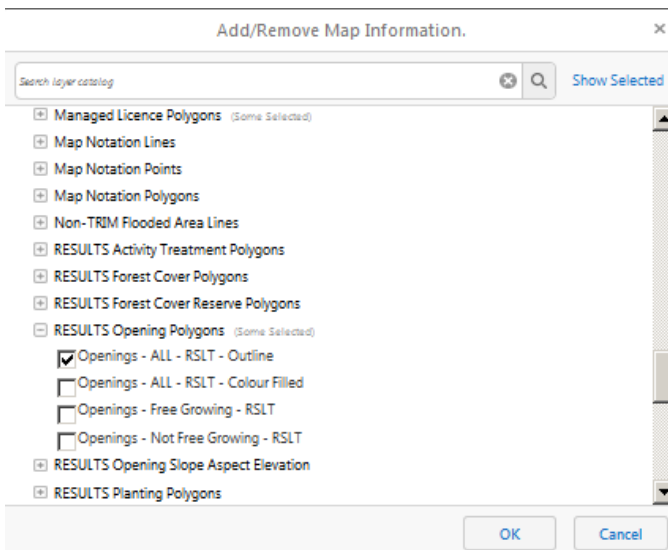 Add/Remove Map Information. ×
Search layer catalog Show Selected
Managed Licence Polygons (Some Selected)
Map Notation Lines
Map Notation Points
Map Notation Polygons
Non-TRIM Flooded Area Lines
RESULTS Activity Treatment Polygons
RESULTS Forest Cover Polygons
RESULTS Forest Cover Reserve Polygons
RESULTS Opening Polygons (Some Selected)
Openings - ALL - RSLT - Outline
Openings - ALL - RSLT - Colour Filled
Openings - Free Growing - RSLT
Openings - Not Free Growing - RSLT
RESULTS Opening Slope Aspect Elevation
RESULTS Planting Polygons
OK Cancel